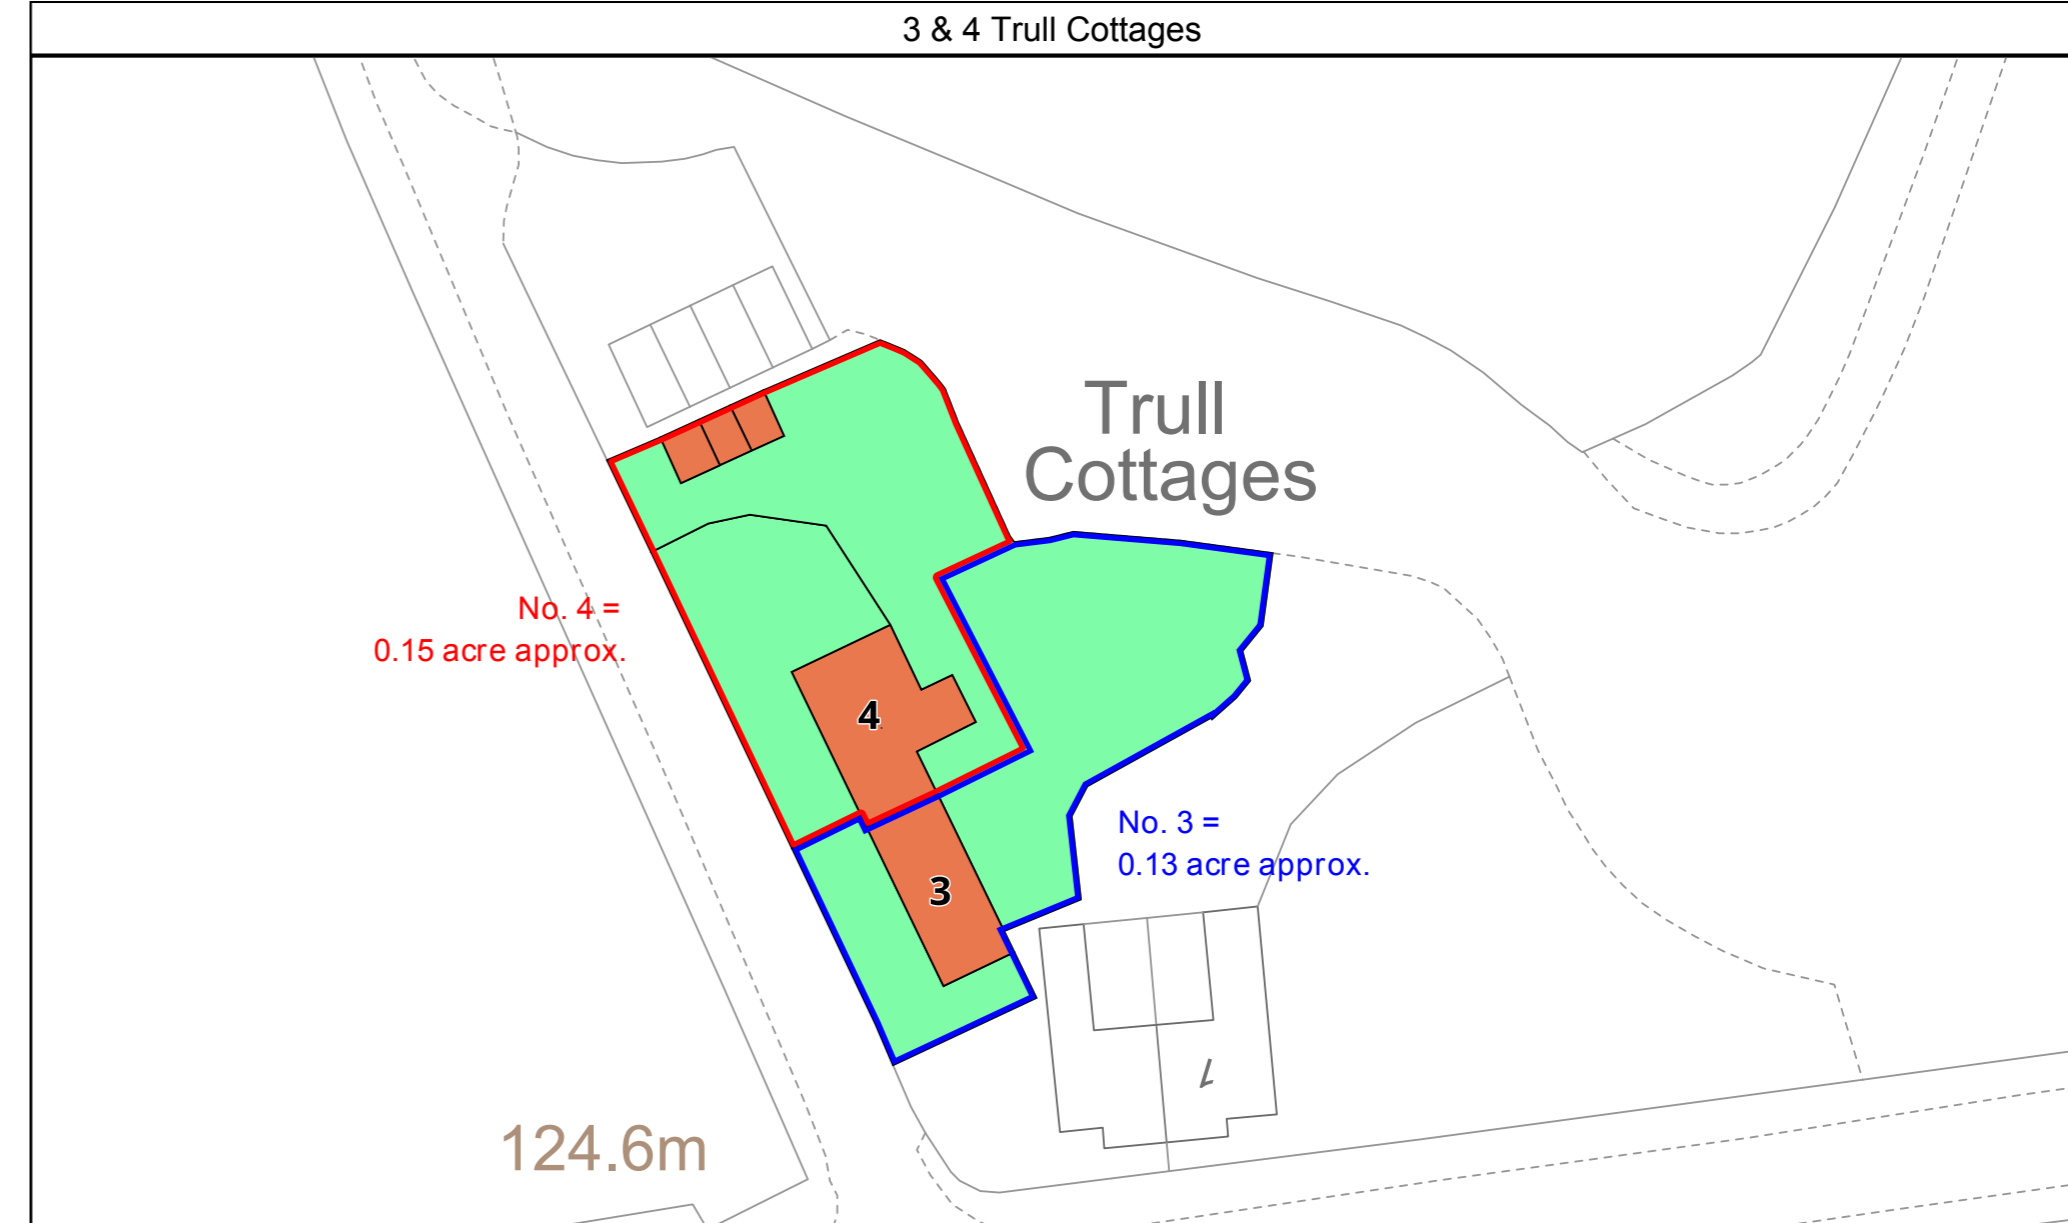 3 & 4 Trull Cottages
Trull
Cottages
No. 4 =
0.15 acre approx.
4
No. 3 =
0.13 acre approx.
3
1
124.6m